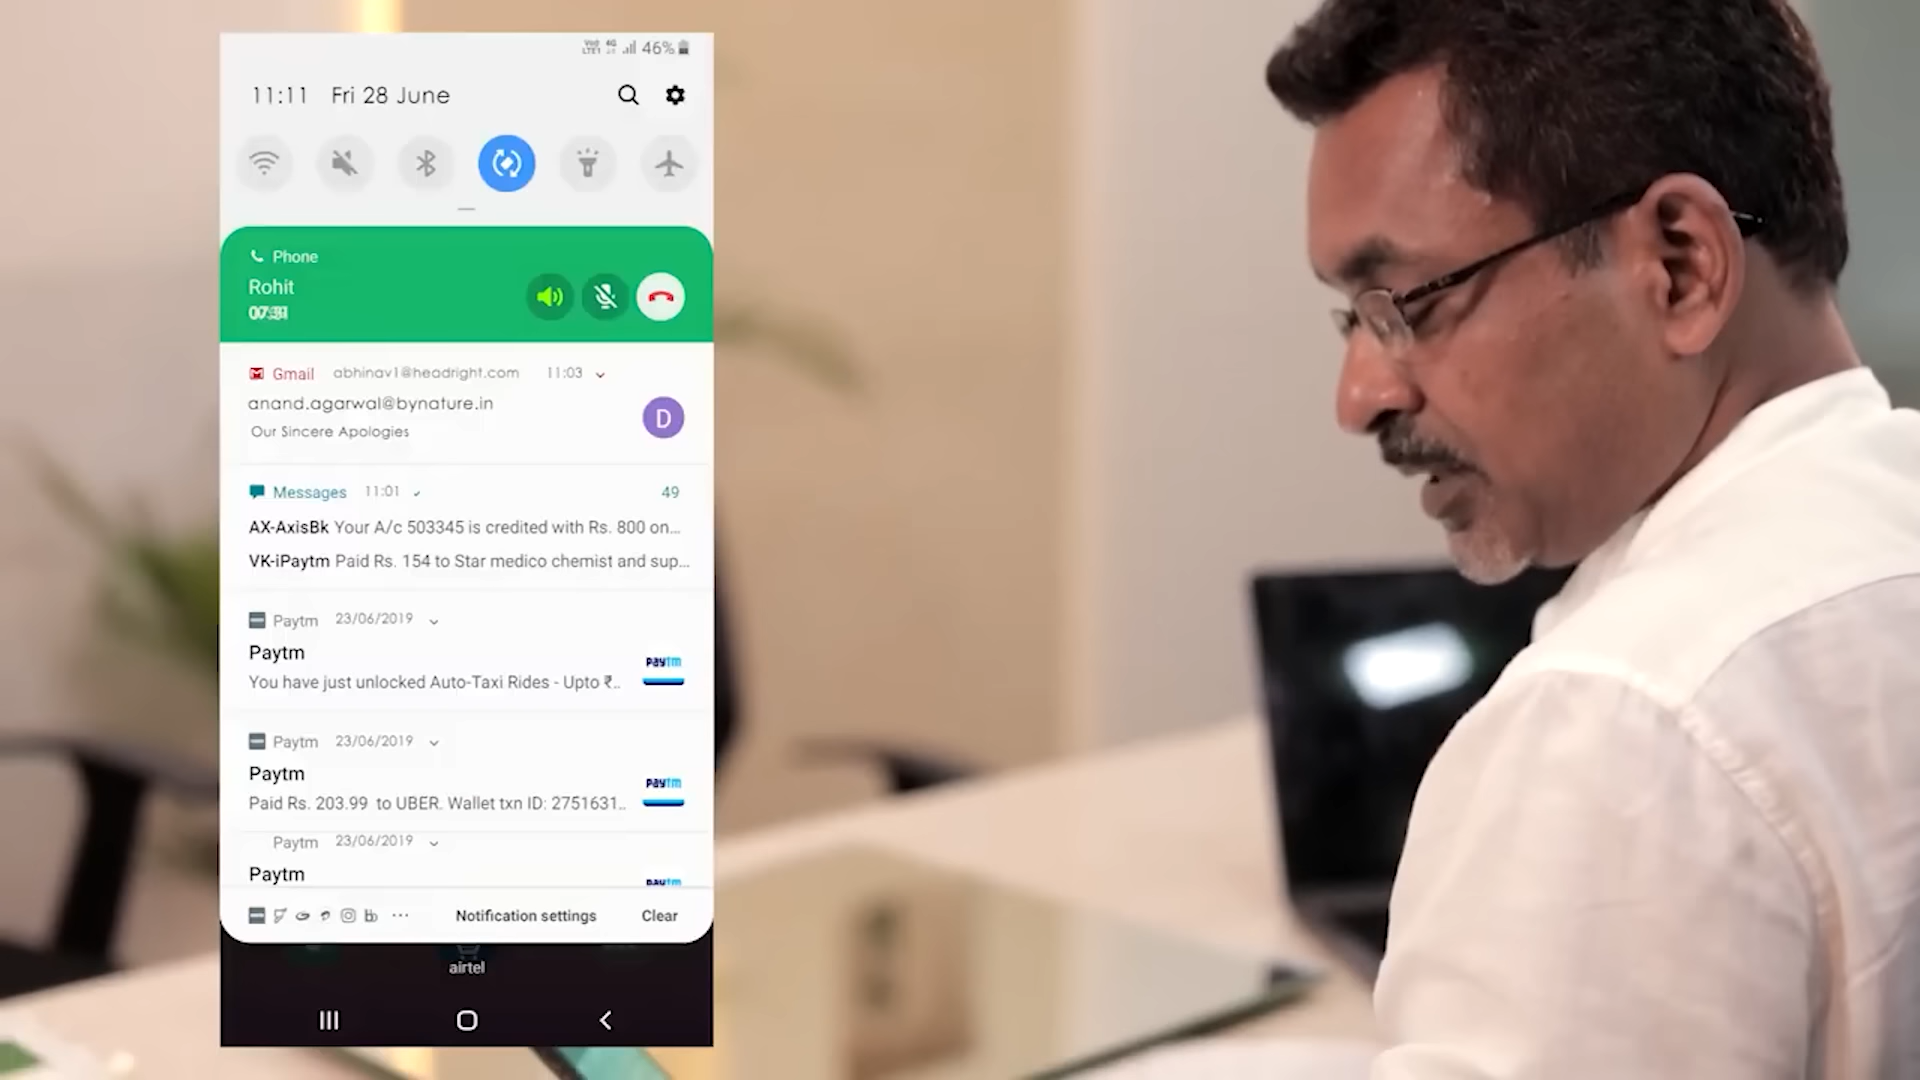 46%
11:11 Fri 28 June
Phone
Rohit
Gmail abhinav1@headright.com 11:03
anand.agarwal@bynature.in
D
Our Sincere Apologies
Messages 11:01 49
AX-AxisBk Your A/c 503345 is credited with Rs. 800 on...
VK-iPaytm Paid Rs. 154 to Star medico chemist and sup...
Paytm 23/06/2019
Paytm
paytm
You have just unlocked Auto-Taxi Rides - Upto ₹..
Paytm 23/06/2019
Paytm
paytm
Paid Rs. 203.99 to UBER. Wallet txn ID: 2751631..
Paytm 23/06/2019
Paytm
paytm
Notification settings Clear
airtel